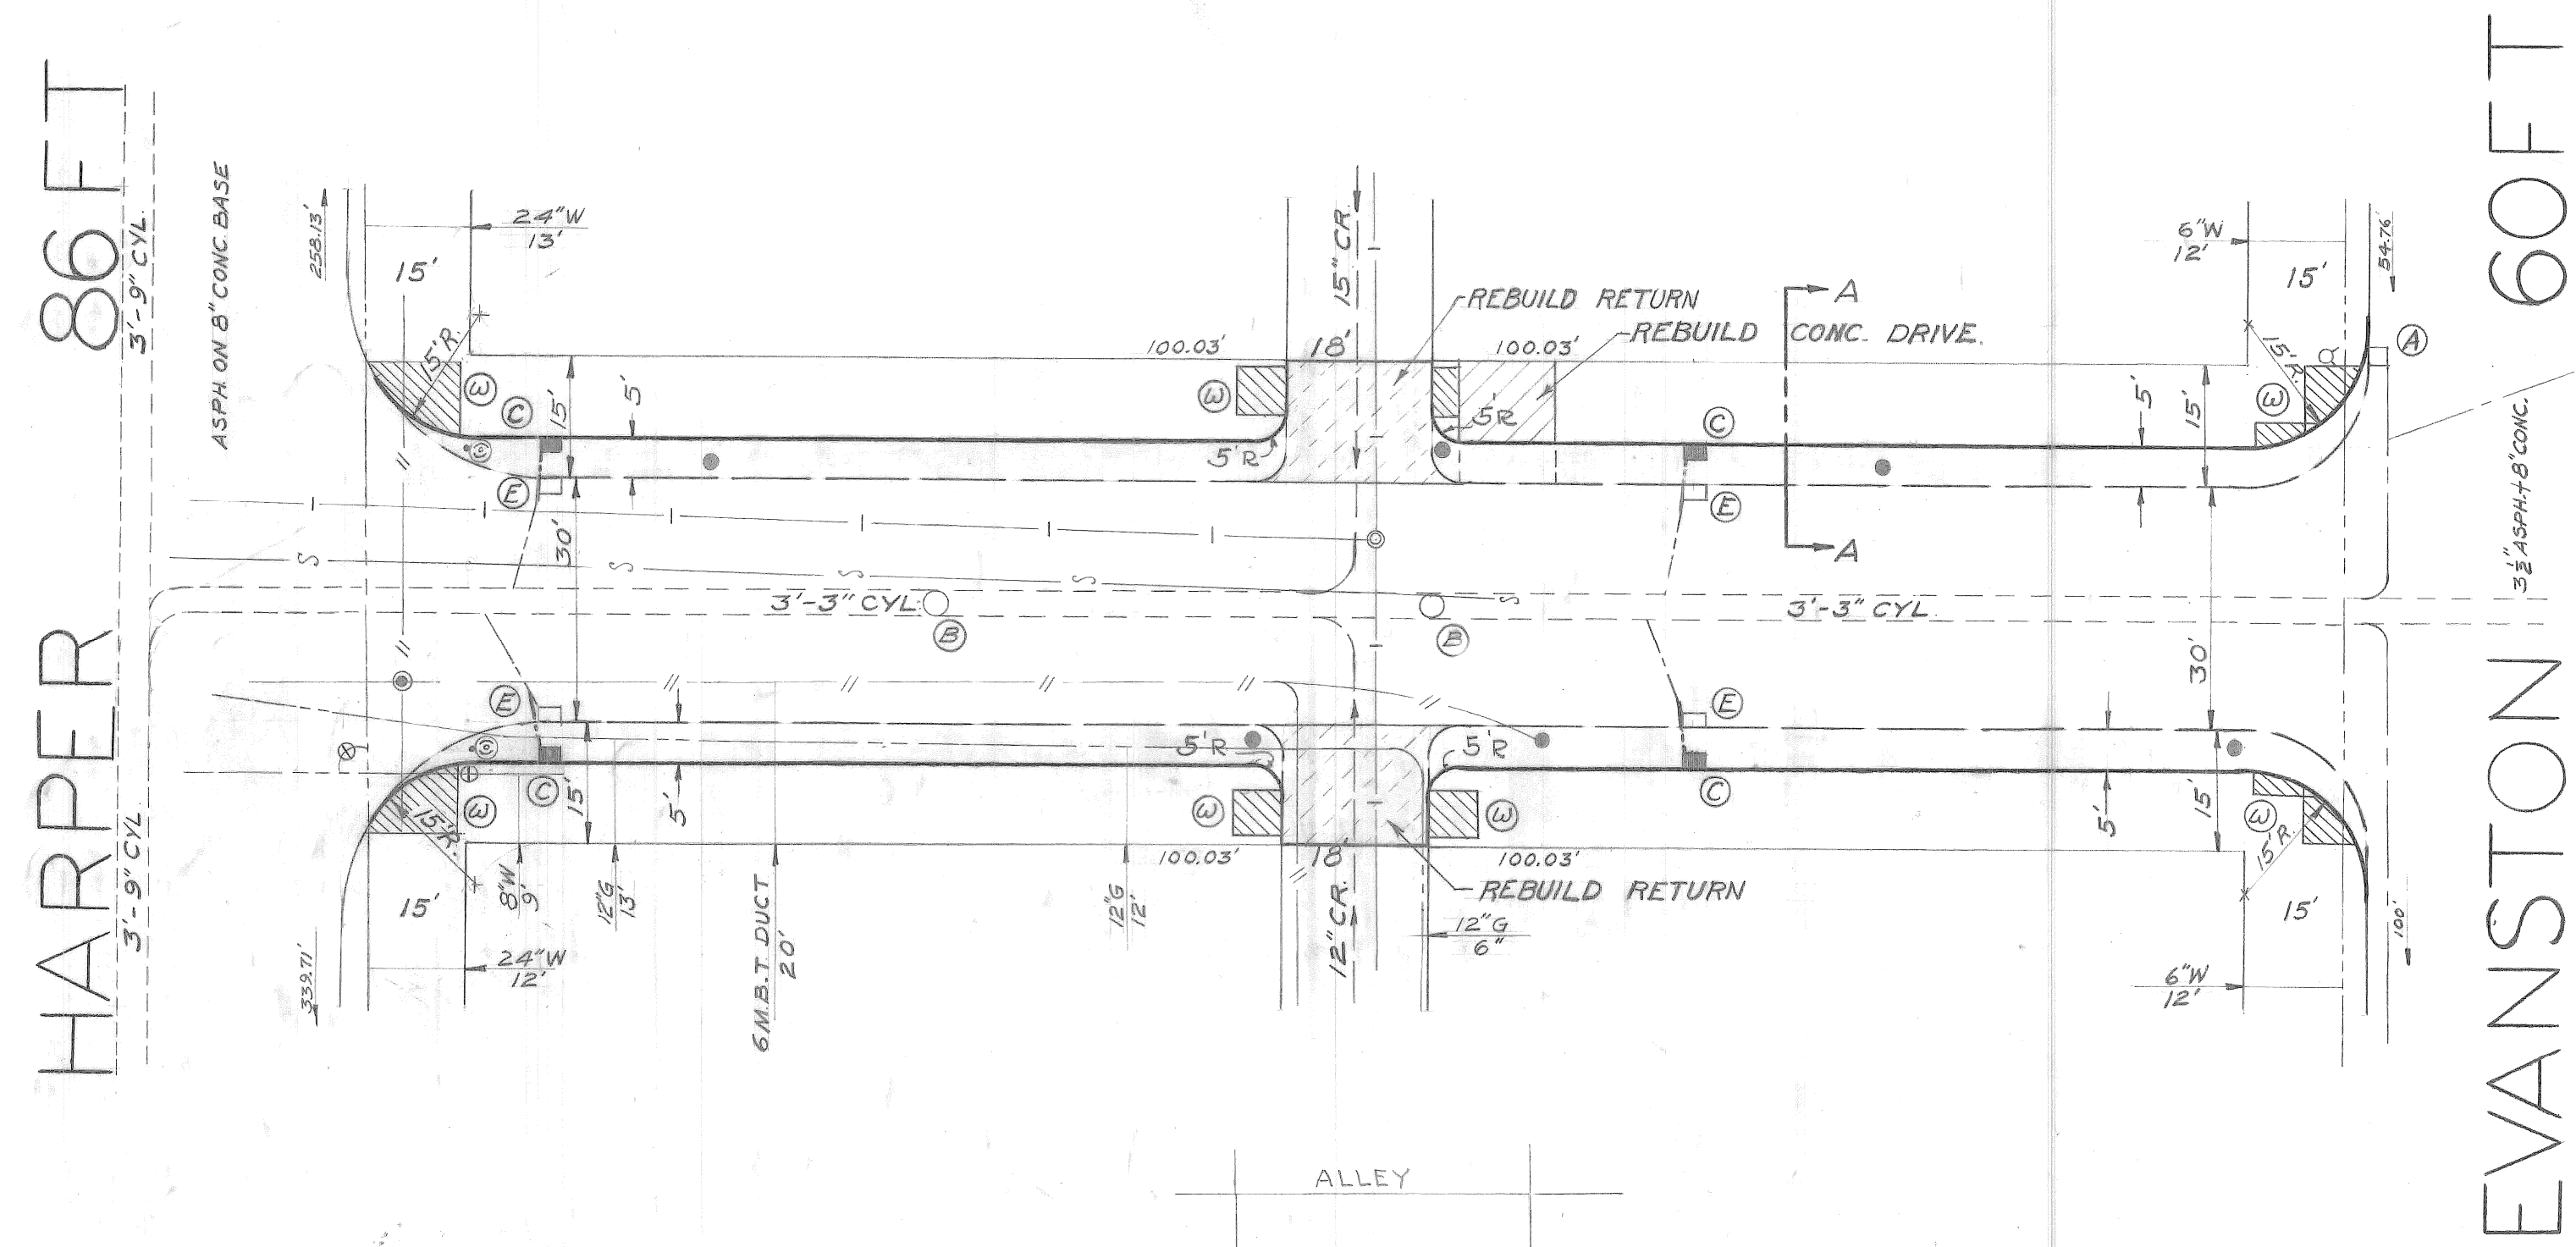 HARPER 86 FT
3'-9" CYL.
3'-9" CYL
ASPH. ON 8" CONC. BASE
258.13'
24"W
13'
15'
15'R.
W
C
15'
5'
E
30'
100.03'
18'
15" CR.
W
5'R
5'R
REBUILD RETURN
REBUILD CONC. DRIVE.
100.03'
A
A
C
E
6"W
12'
15'
54.76'
15'R.
A
W
5'
15'
S
S
S
S
S
3'-3" CYL.
B
B
3'-3" CYL.
30'
3½" ASPH. + 8" CONC.
E
C
W
15'R.
15'
5'
5'R
5'R
W
W
E
C
5'
15'
W
15'R.
15'
100.03'
18'
100.03'
REBUILD RETURN
8"W
9'
12"G
13'
6 M.B.T. DUCT
20'
12"G
12'
12" CR.
12"G
6"
15'
24"W
12'
339.71'
6"W
12'
100'
ALLEY
EVANSTON 60 FT